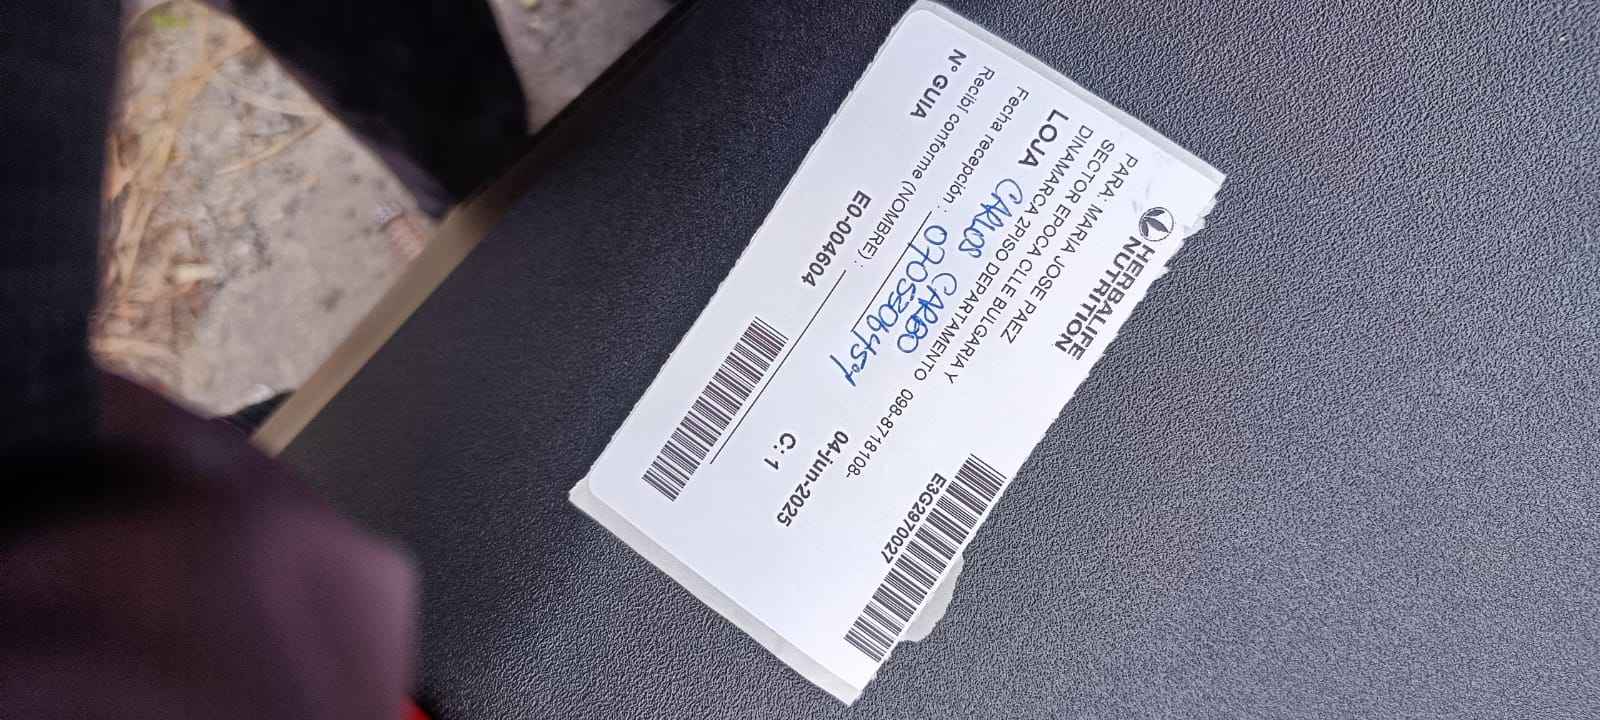 HERBALIFE
NUTRITION
E3G2970027
PARA: MARIA JOSE PAEZ
SECTOR EPOCA CLLE BULGARIA Y
DINAMARCA 2PISO DEPARTAMENTO 098-8718108-
LOJA
04-jun-2025
CARLOS CARBO
Fecha recepción :
0705306457
C: 1
Recibí conforme (NOMBRE) :
Nº GUIA
E0-004604